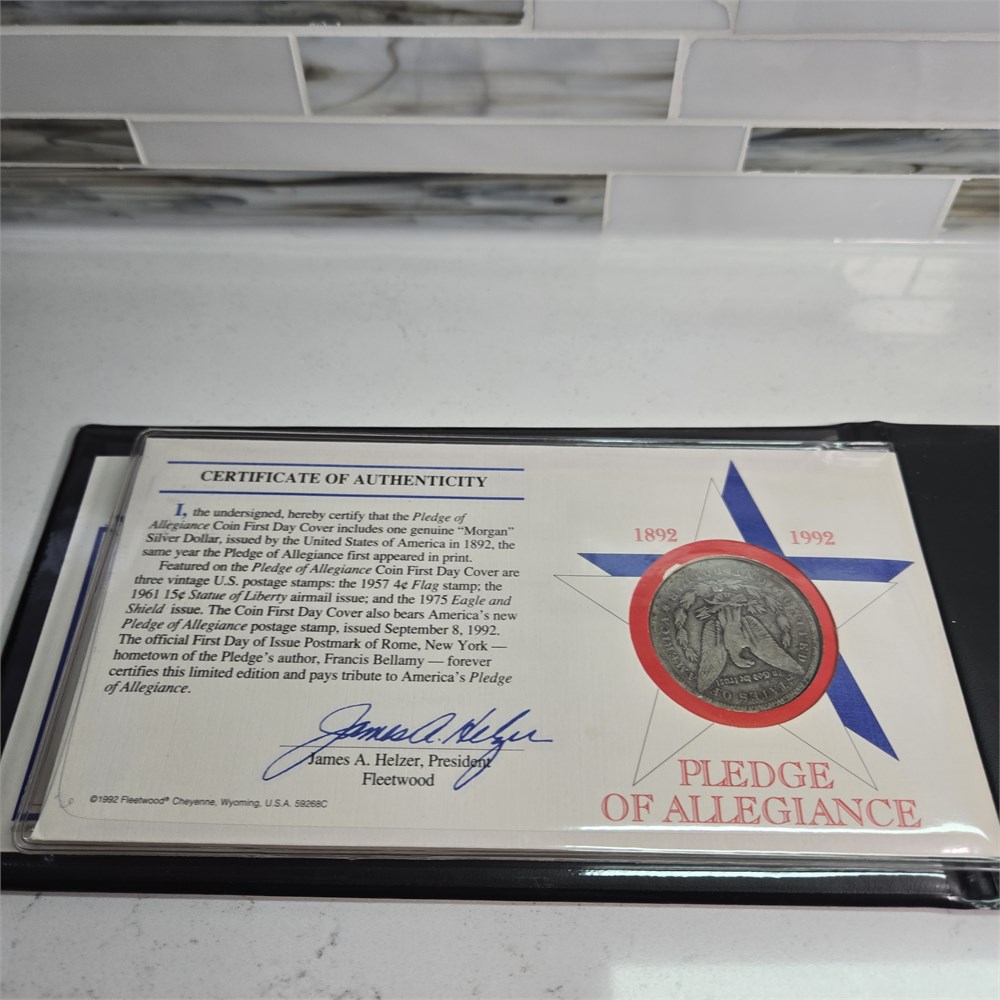 CERTIFICATE OF AUTHENTICITY
I, the undersigned, hereby certify that the Pledge of
Allegiance Coin First Day Cover includes one genuine “Morgan”
Silver Dollar, issued by the United States of America in 1892, the
same year the Pledge of Allegiance first appeared in print.
Featured on the Pledge of Allegiance Coin First Day Cover are
three vintage U.S. postage stamps: the 1957 4¢ Flag stamp; the
1961 15¢ Statue of Liberty airmail issue; and the 1975 Eagle and
Shield issue. The Coin First Day Cover also bears America's new
Pledge of Allegiance postage stamp, issued September 8, 1992.
The official First Day of Issue Postmark of Rome, New York —
hometown of the Pledge's author, Francis Bellamy — forever
certifies this limited edition and pays tribute to America's Pledge
of Allegiance.
James A. Helzer
James A. Helzer, President
Fleetwood
©1992 Fleetwood® Cheyenne, Wyoming, U.S.A. 59268C
1892
1992
PLEDGE
OF ALLEGIANCE